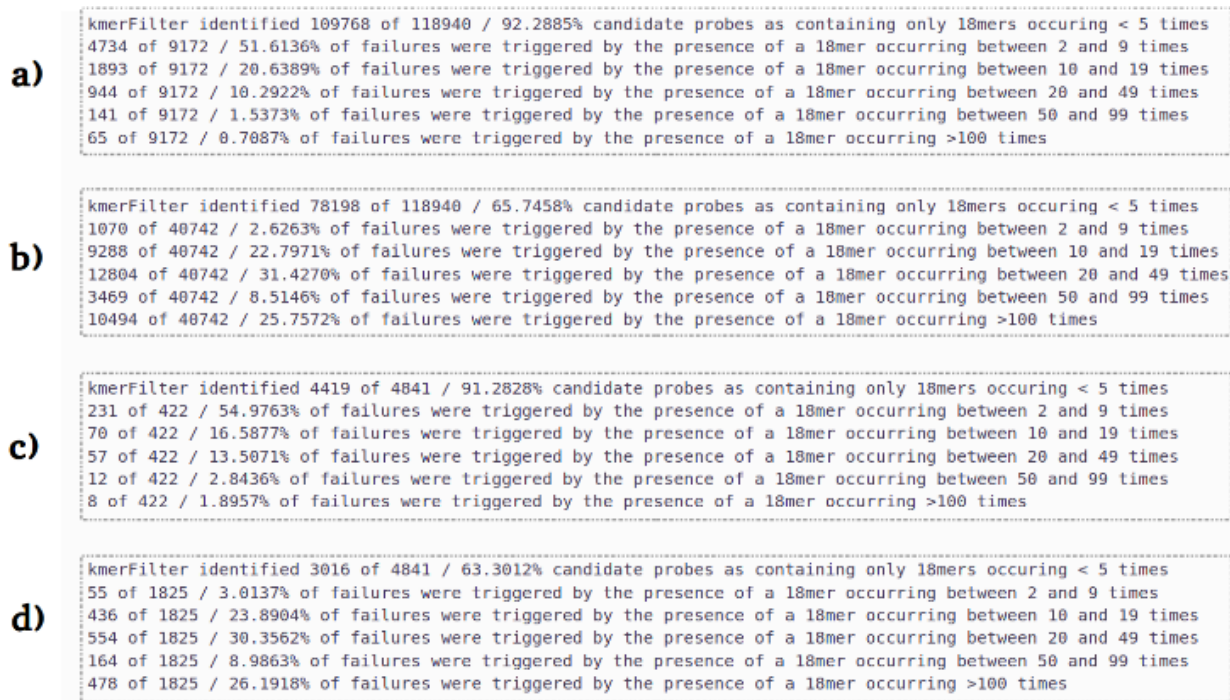 a)
kmerFilter identified 109768 of 118940 / 92.2885% candidate probes as containing only 18mers occuring < 5 times
4734 of 9172 / 51.6136% of failures were triggered by the presence of a 18mer occurring between 2 and 9 times
1893 of 9172 / 20.6389% of failures were triggered by the presence of a 18mer occurring between 10 and 19 times
944 of 9172 / 10.2922% of failures were triggered by the presence of a 18mer occurring between 20 and 49 times
141 of 9172 / 1.5373% of failures were triggered by the presence of a 18mer occurring between 50 and 99 times
65 of 9172 / 0.7087% of failures were triggered by the presence of a 18mer occurring >100 times
b)
kmerFilter identified 78198 of 118940 / 65.7458% candidate probes as containing only 18mers occuring < 5 times
1070 of 40742 / 2.6263% of failures were triggered by the presence of a 18mer occurring between 2 and 9 times
9288 of 40742 / 22.7971% of failures were triggered by the presence of a 18mer occurring between 10 and 19 times
12804 of 40742 / 31.4270% of failures were triggered by the presence of a 18mer occurring between 20 and 49 times
3469 of 40742 / 8.5146% of failures were triggered by the presence of a 18mer occurring between 50 and 99 times
10494 of 40742 / 25.7572% of failures were triggered by the presence of a 18mer occurring >100 times
c)
kmerFilter identified 4419 of 4841 / 91.2828% candidate probes as containing only 18mers occuring < 5 times
231 of 422 / 54.9763% of failures were triggered by the presence of a 18mer occurring between 2 and 9 times
70 of 422 / 16.5877% of failures were triggered by the presence of a 18mer occurring between 10 and 19 times
57 of 422 / 13.5071% of failures were triggered by the presence of a 18mer occurring between 20 and 49 times
12 of 422 / 2.8436% of failures were triggered by the presence of a 18mer occurring between 50 and 99 times
8 of 422 / 1.8957% of failures were triggered by the presence of a 18mer occurring >100 times
d)
kmerFilter identified 3016 of 4841 / 63.3012% candidate probes as containing only 18mers occuring < 5 times
55 of 1825 / 3.0137% of failures were triggered by the presence of a 18mer occurring between 2 and 9 times
436 of 1825 / 23.8904% of failures were triggered by the presence of a 18mer occurring between 10 and 19 times
554 of 1825 / 30.3562% of failures were triggered by the presence of a 18mer occurring between 20 and 49 times
164 of 1825 / 8.9863% of failures were triggered by the presence of a 18mer occurring between 50 and 99 times
478 of 1825 / 26.1918% of failures were triggered by the presence of a 18mer occurring >100 times